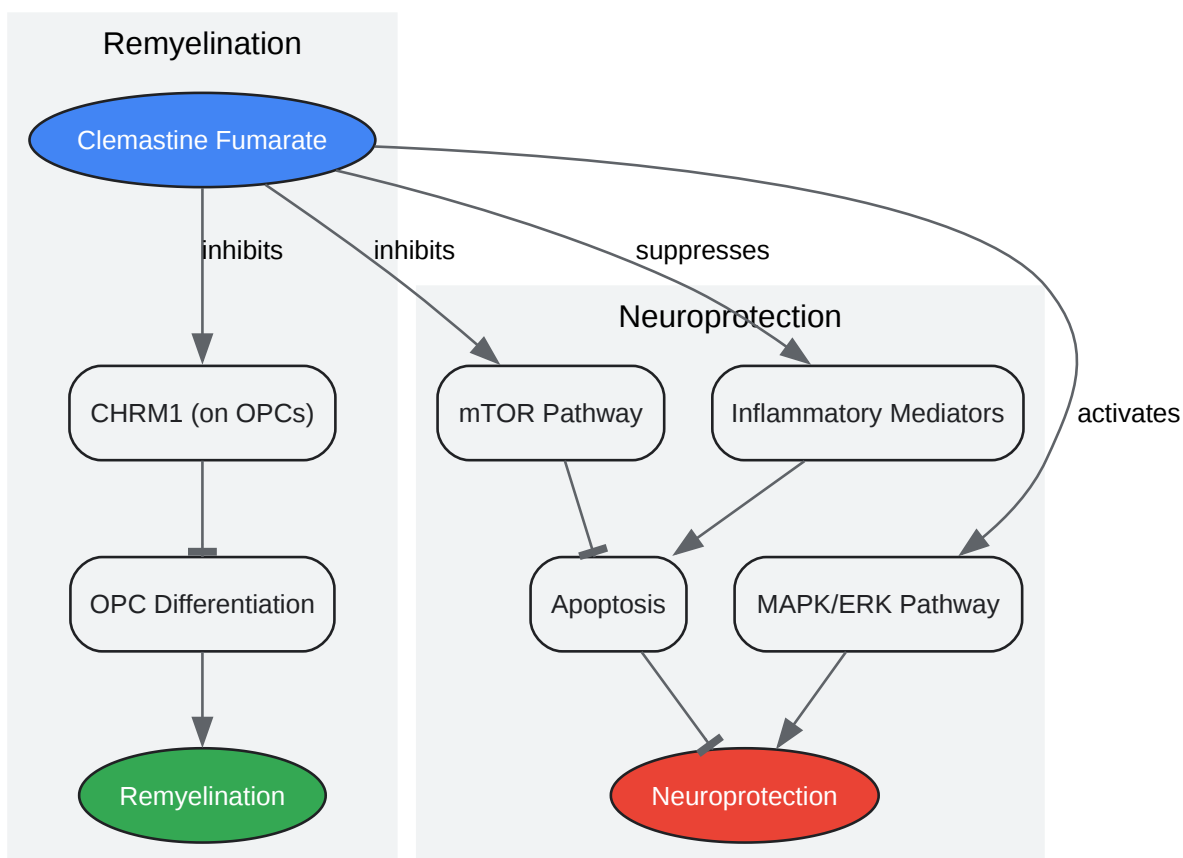 Remyelination
Clemastine Fumarate
inhibits
inhibits
suppresses
Neuroprotection
CHRM1 (on OPCs)
mTOR Pathway
Inflammatory Mediators
activates
OPC Differentiation
Apoptosis
MAPK/ERK Pathway
Remyelination
Neuroprotection